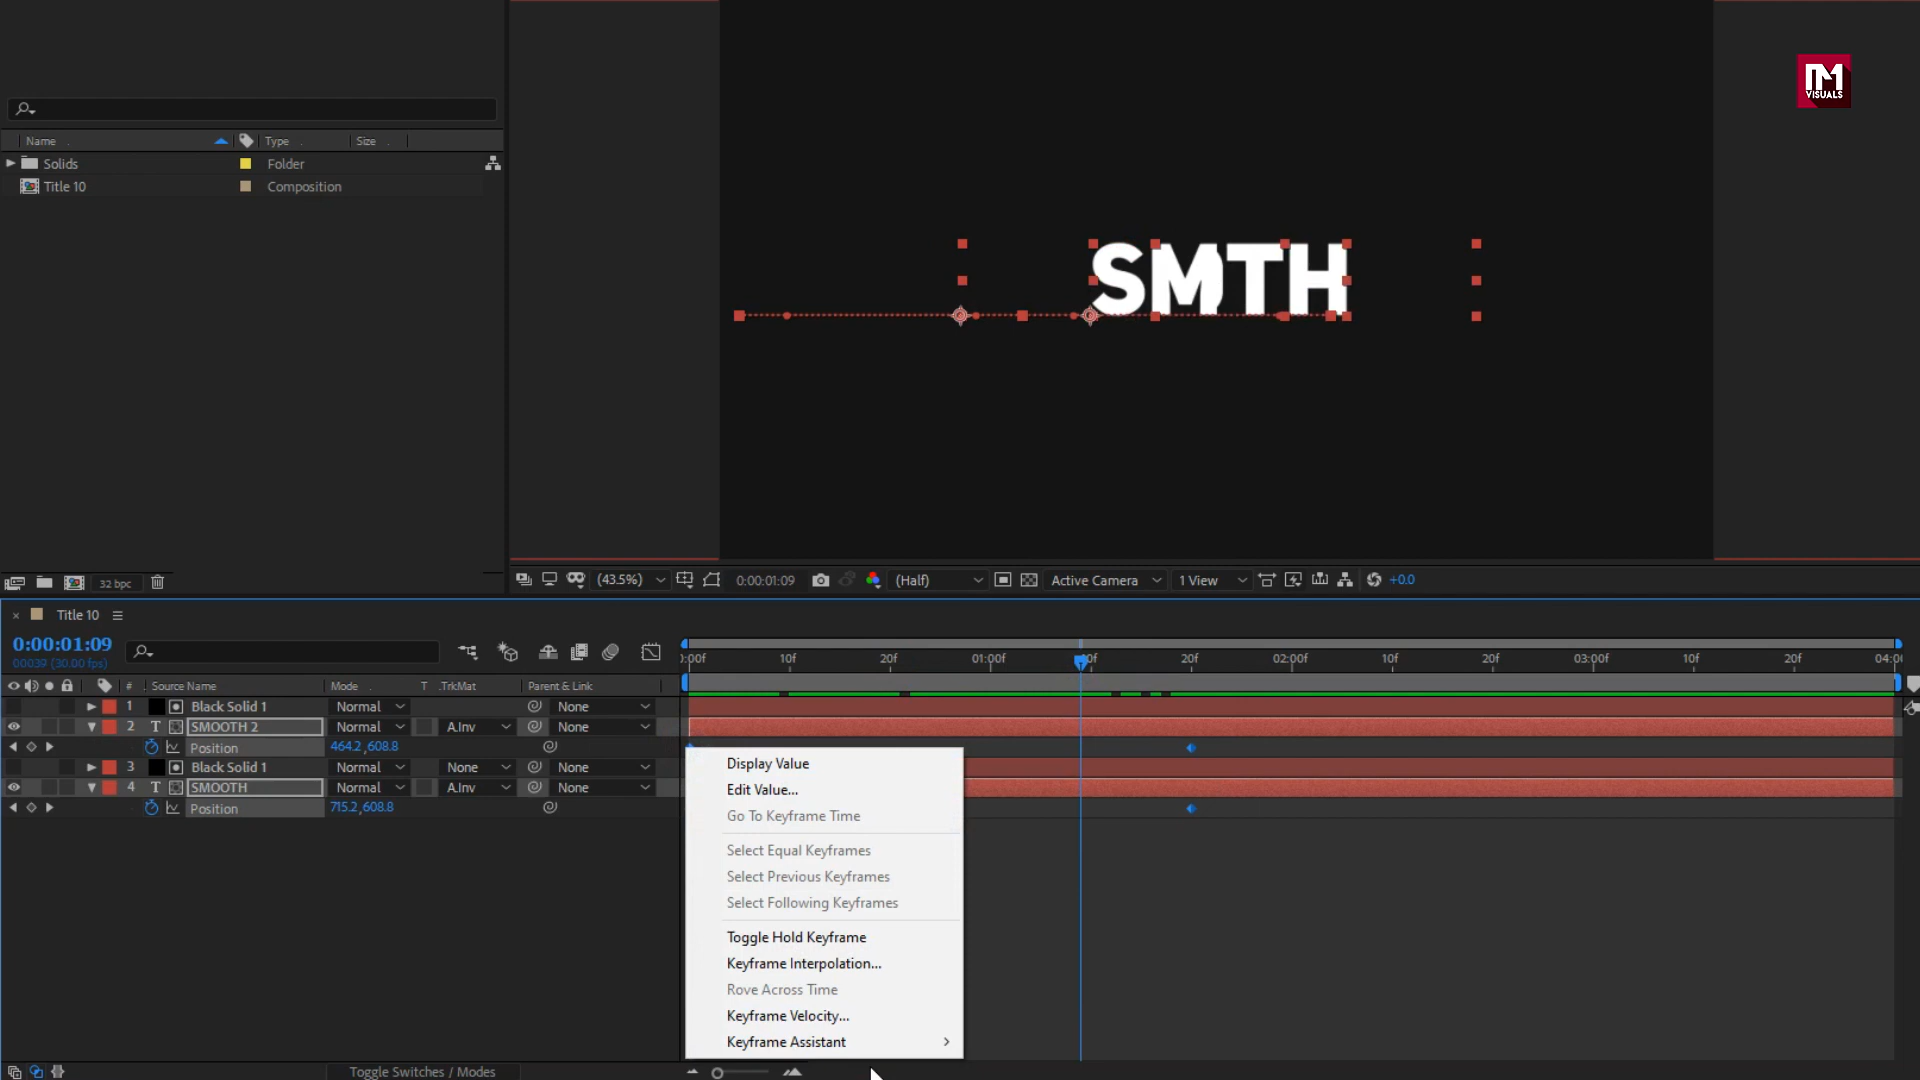 M
VISUALS
Name
Type
Size
Solids
Folder
Title 10
Composition
SMTH
32 bpc
(43.5%)
0:00:01:09
(Half)
Active Camera
1 View
+0.0
Title 10
0:00:01:09
00039 (30.00 fps)
:00f 10f 20f 01:00f 20f 02:00f 10f 20f 03:00f 10f 20f
# Source Name Mode T .TrkMat Parent & Link
1 Black Solid 1 Normal None
2 T SMOOTH 2 Normal A.Inv None
Position 464.2,608.8
3 Black Solid 1 Normal None None
4 T SMOOTH Normal A.Inv None
Position 715.2,608.8
Display Value
Edit Value...
Go To Keyframe Time
Select Equal Keyframes
Select Previous Keyframes
Select Following Keyframes
Toggle Hold Keyframe
Keyframe Interpolation...
Rove Across Time
Keyframe Velocity...
Keyframe Assistant
Toggle Switches / Modes